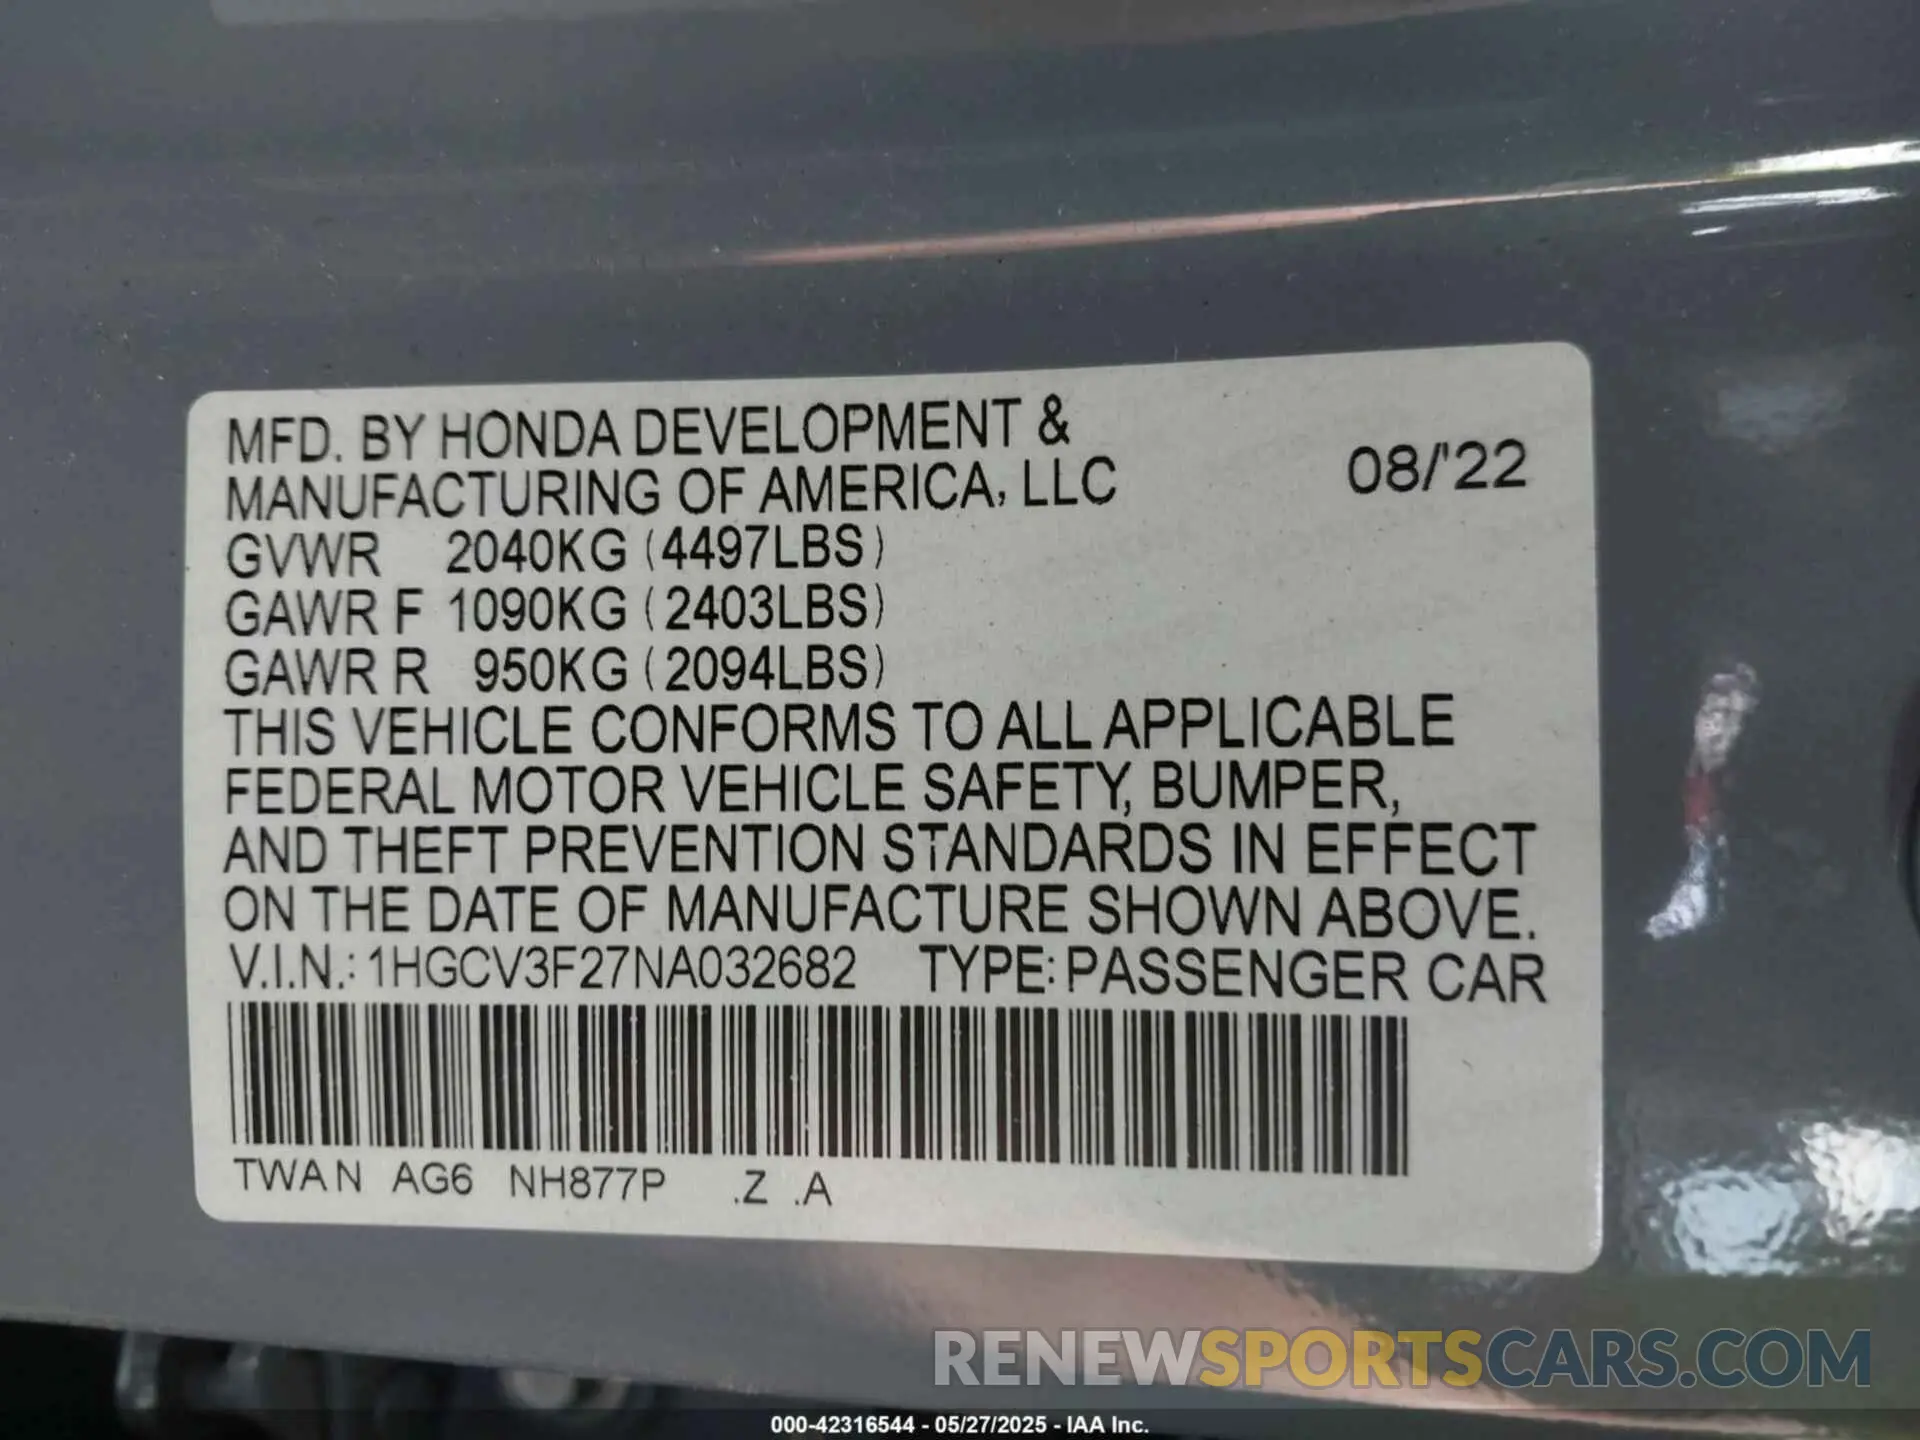 MFD. BY HONDA DEVELOPMENT &
MANUFACTURING OF AMERICA, LLC
08/'22
GVWR 2040KG (4497LBS)
GAWR F 1090KG (2403LBS)
GAWR R 950KG (2094LBS)
THIS VEHICLE CONFORMS TO ALL APPLICABLE
FEDERAL MOTOR VEHICLE SAFETY, BUMPER,
AND THEFT PREVENTION STANDARDS IN EFFECT
ON THE DATE OF MANUFACTURE SHOWN ABOVE.
V.I.N.: 1HGCV3F27NA032682 TYPE: PASSENGER CAR
TWAN AG6 NH877P .Z .A
RENEWSPORTSCARS.COM
000-42316544 - 05/27/2025 - IAA Inc.